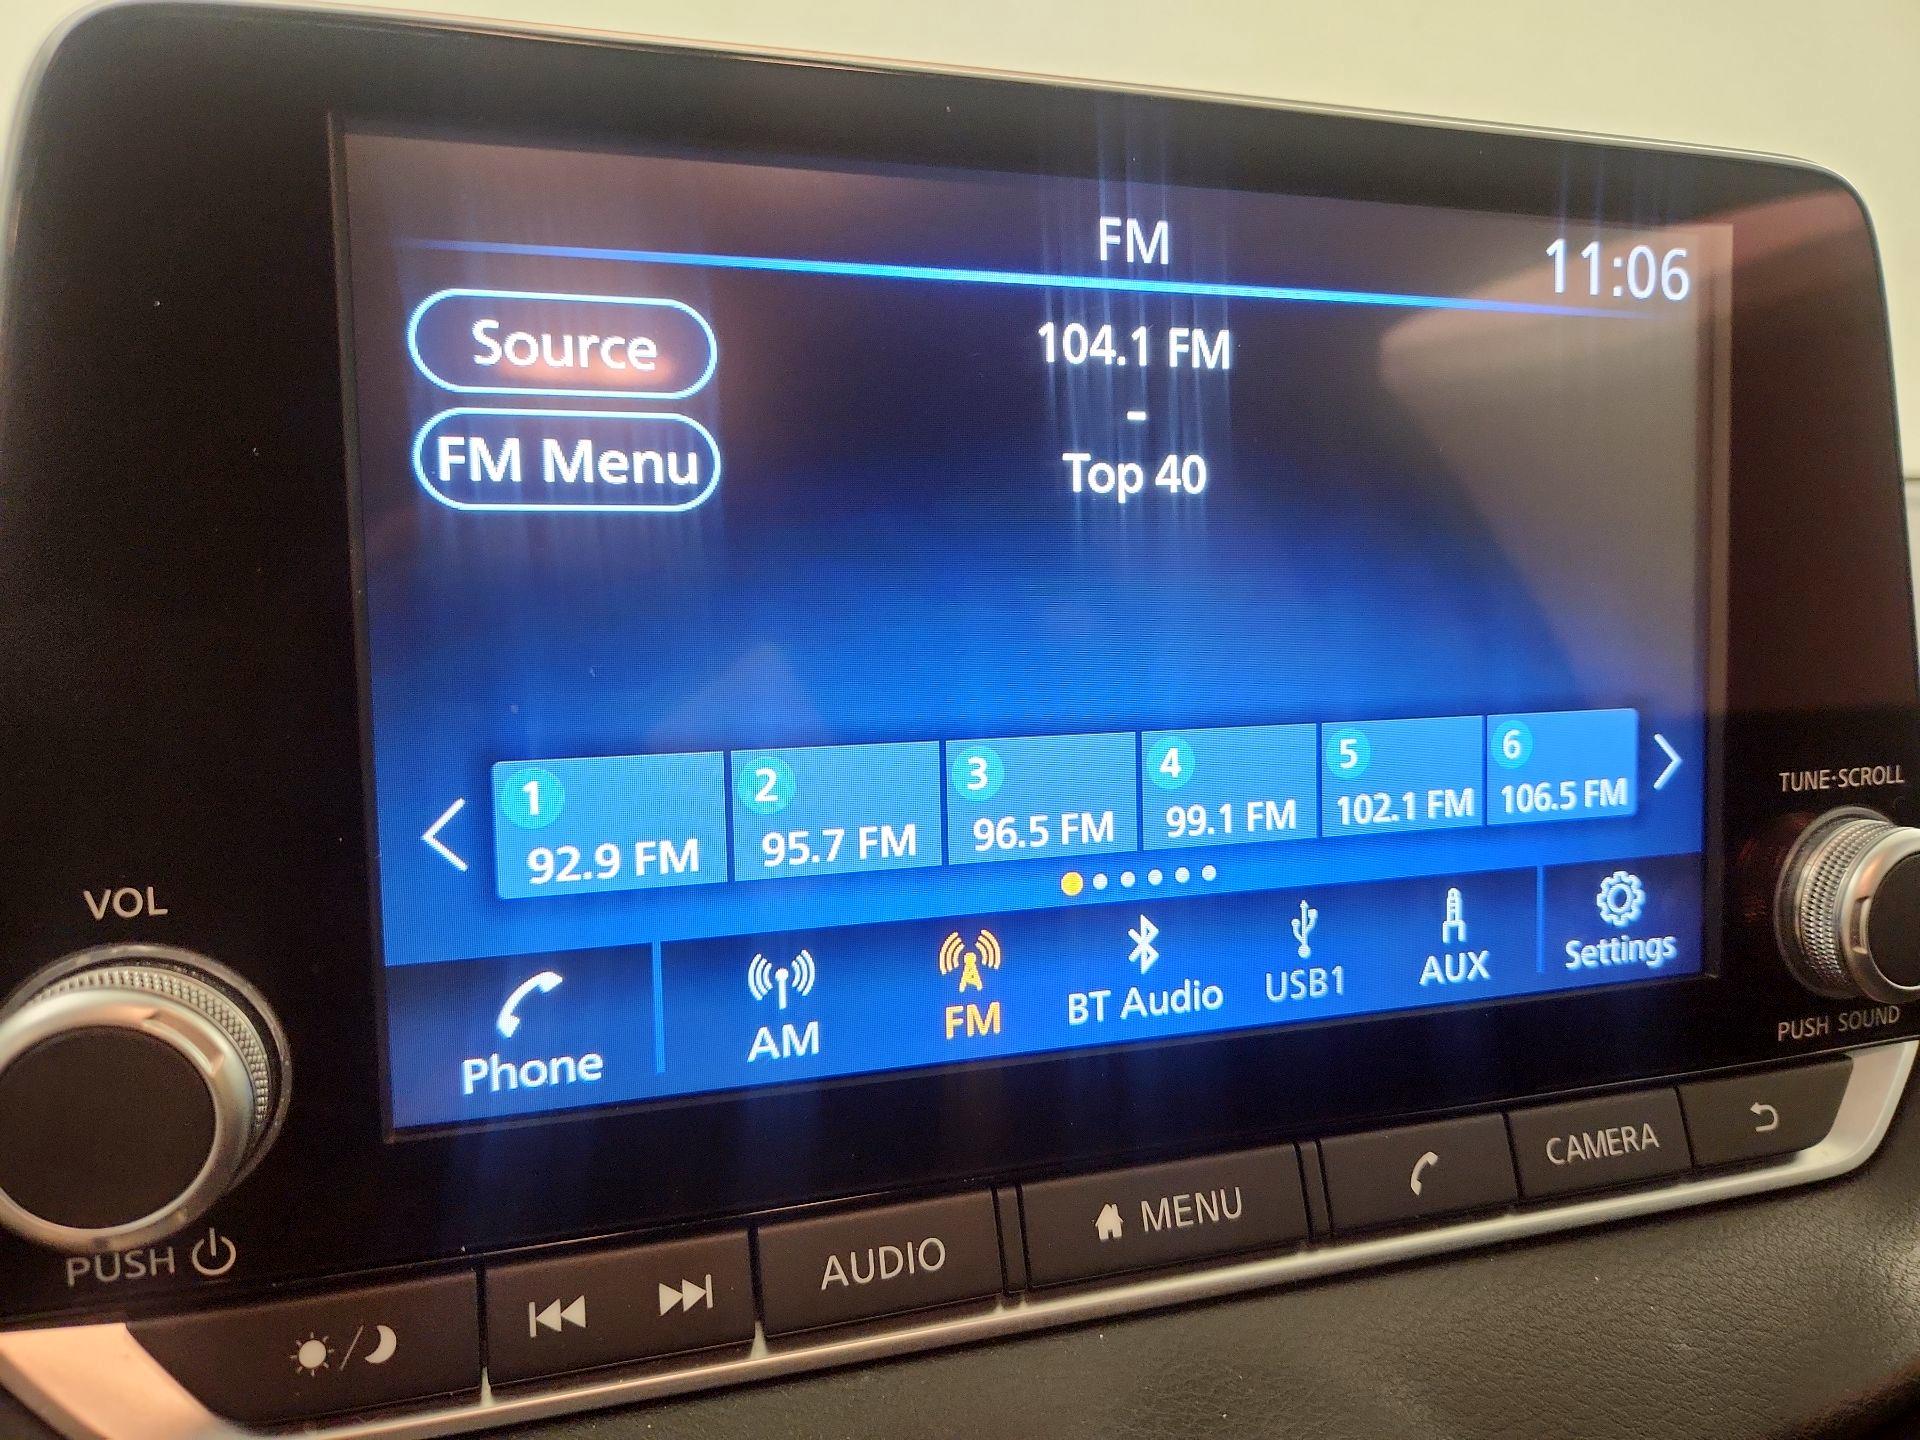 FM
11:06
Source
104.1 FM
-
FM Menu
Top 40
1 2 3 4 5 6
92.9 FM 95.7 FM 96.5 FM 99.1 FM 102.1 FM 106.5 FM
Phone AM FM BT Audio USB1 AUX Settings
VOL
PUSH
TUNE·SCROLL
PUSH SOUND
AUDIO MENU CAMERA